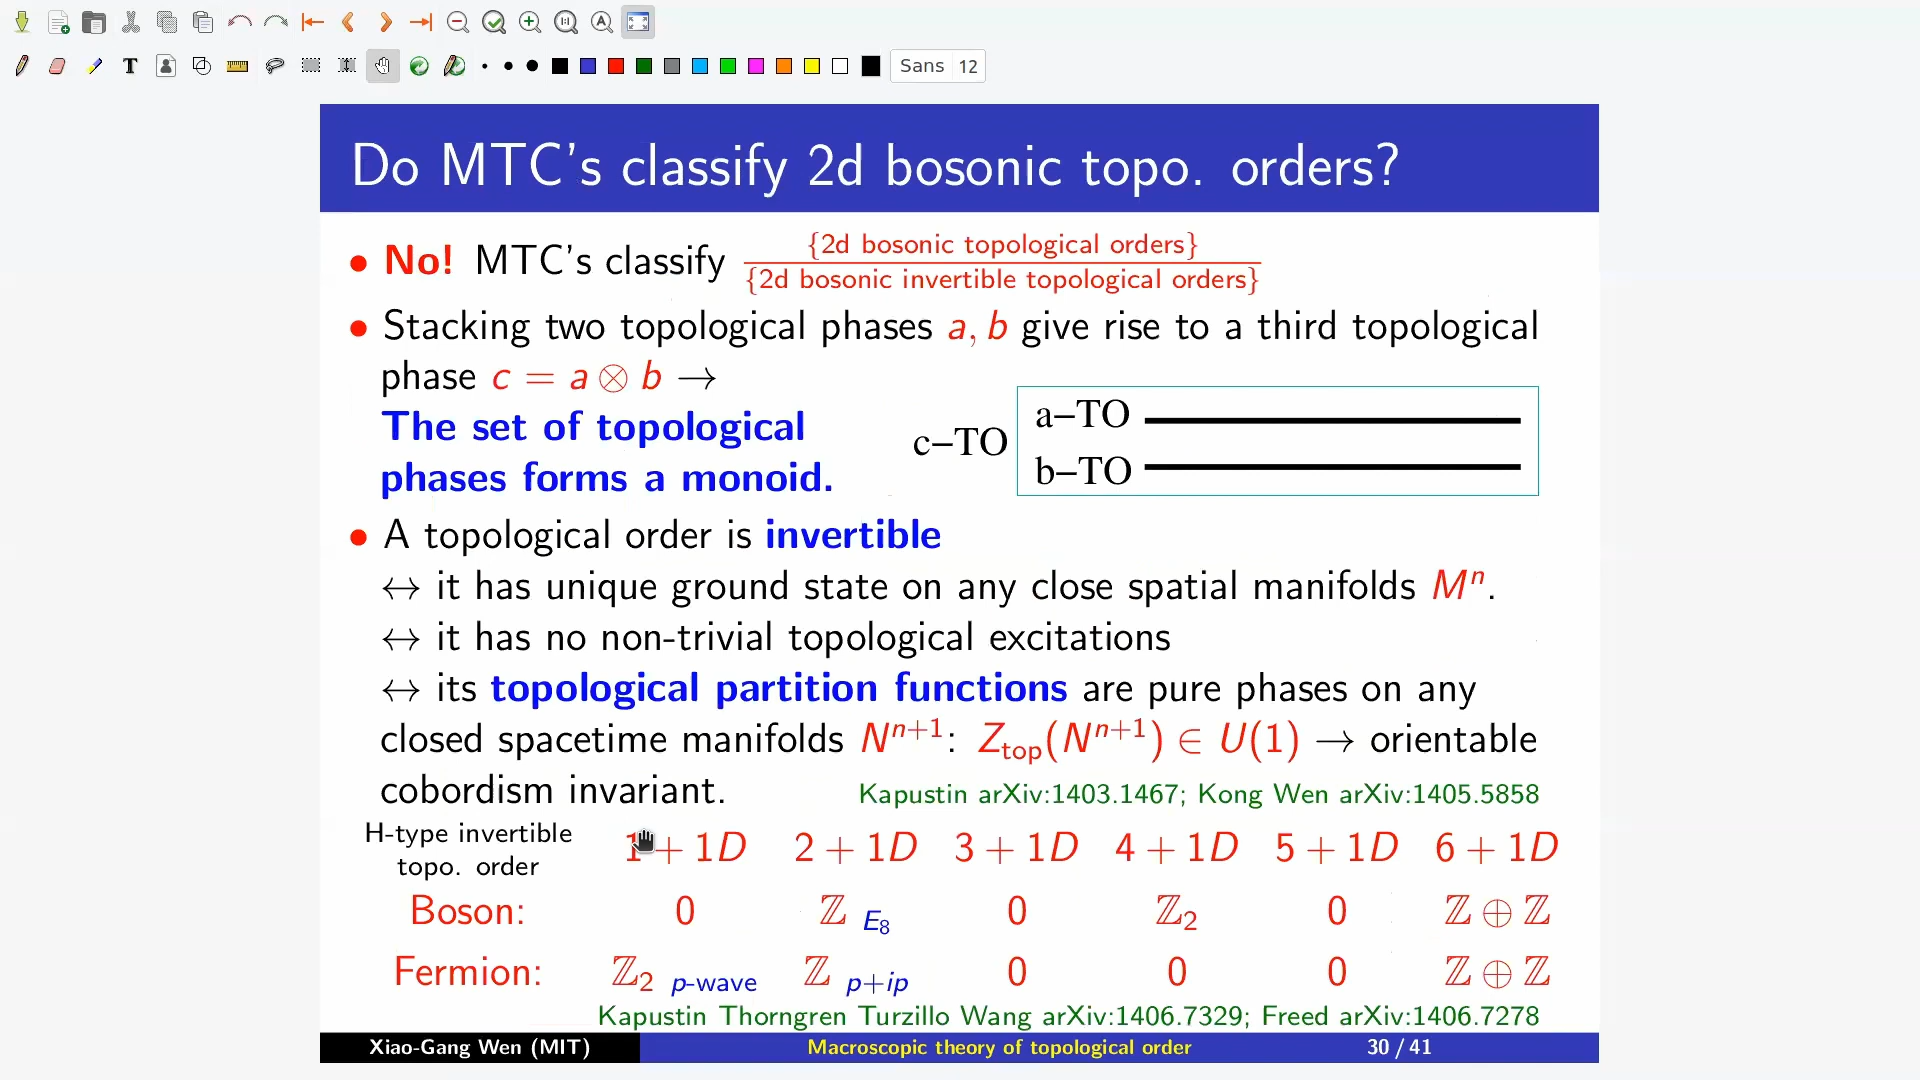 Sans 12
Do MTC's classify 2d bosonic topo. orders?
• No! MTC's classify {2d bosonic topological orders}
{2d bosonic invertible topological orders}
• Stacking two topological phases a, b give rise to a third topological
phase c = a ⊗ b →
The set of topological
phases forms a monoid.
c–TO
a–TO
b–TO
• A topological order is invertible
↔ it has unique ground state on any close spatial manifolds Mⁿ.
↔ it has no non-trivial topological excitations
↔ its topological partition functions are pure phases on any
closed spacetime manifolds Nⁿ⁺¹: Z_top(Nⁿ⁺¹) ∈ U(1) → orientable
cobordism invariant. Kapustin arXiv:1403.1467; Kong Wen arXiv:1405.5858
H-type invertible
topo. order
1 + 1D 2 + 1D 3 + 1D 4 + 1D 5 + 1D 6 + 1D
Boson: 0 ℤ E₈ 0 ℤ₂ 0 ℤ ⊕ ℤ
Fermion: ℤ₂ p-wave ℤ p+ip 0 0 0 ℤ ⊕ ℤ
Kapustin Thorngren Turzillo Wang arXiv:1406.7329; Freed arXiv:1406.7278
Xiao-Gang Wen (MIT) Macroscopic theory of topological order 30 / 41